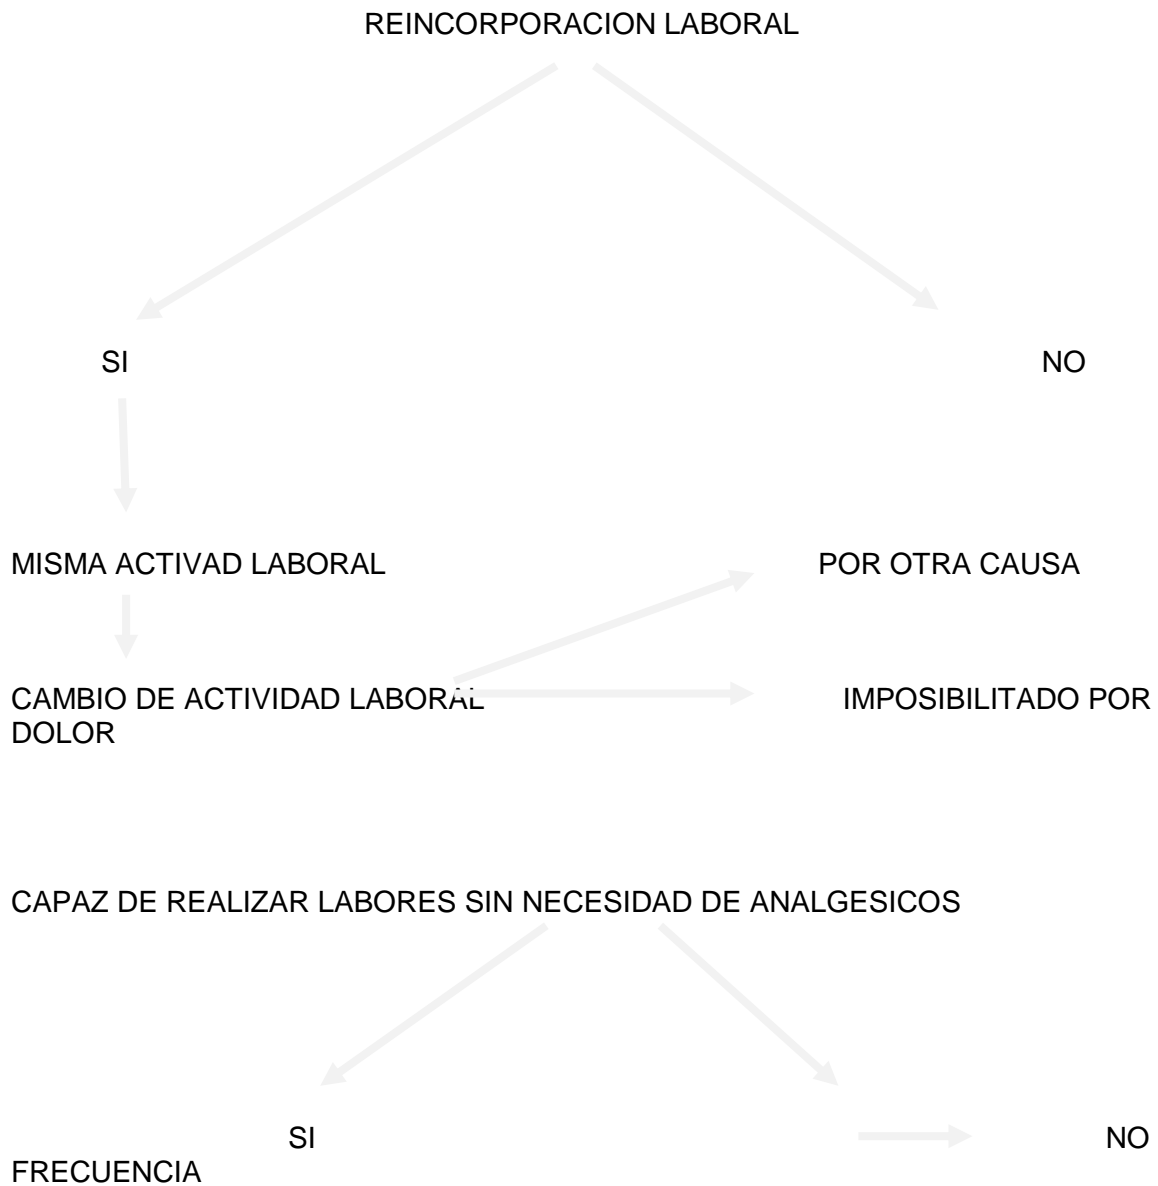 REINCORPORACION LABORAL
SI NO
MISMA ACTIVAD LABORAL POR OTRA CAUSA
CAMBIO DE ACTIVIDAD LABORAL IMPOSIBILITADO POR
DOLOR
CAPAZ DE REALIZAR LABORES SIN NECESIDAD DE ANALGESICOS
SI NO
FRECUENCIA